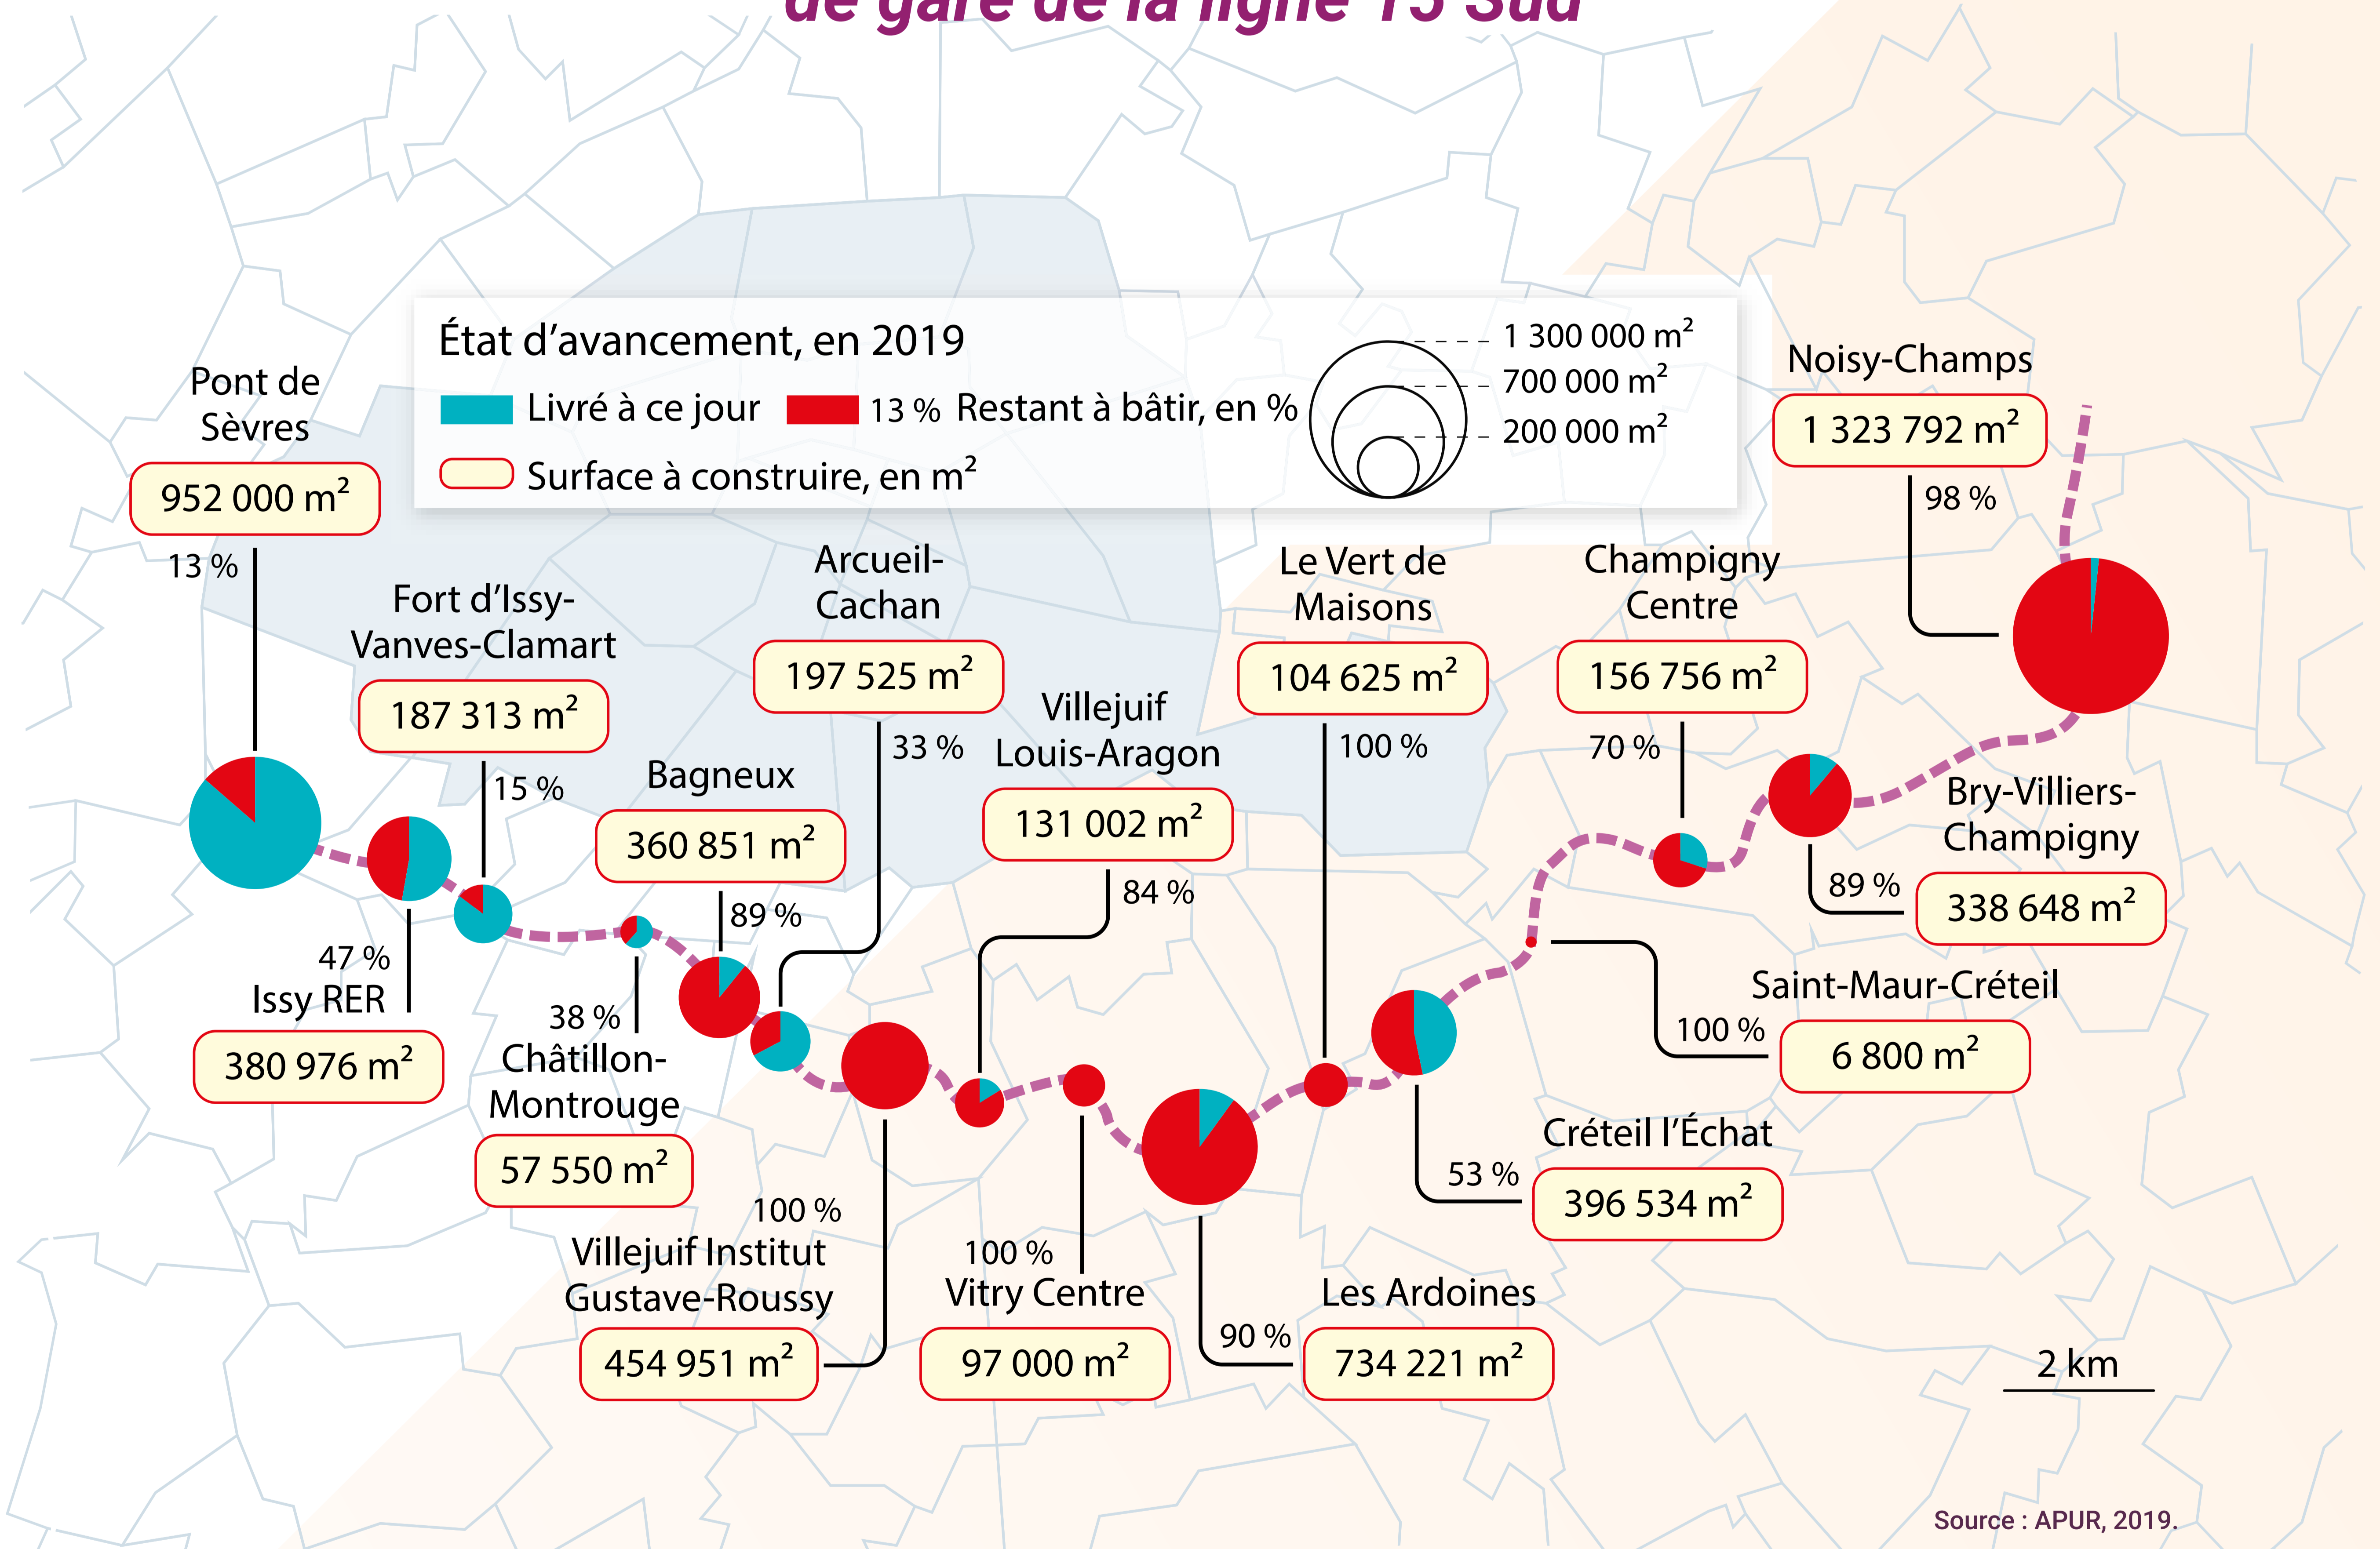 de gare de la ligne 15 Sud
État d’avancement, en 2019
Livré à ce jour
13 % Restant à bâtir, en %
Surface à construire, en m²
1 300 000 m²
700 000 m²
200 000 m²
Pont de
Sèvres
952 000 m²
13 %
Fort d’Issy-
Vanves-Clamart
187 313 m²
15 %
47 %
Issy RER
380 976 m²
38 %
Châtillon-
Montrouge
57 550 m²
Bagneux
360 851 m²
89 %
Arcueil-
Cachan
197 525 m²
33 %
Villejuif
Louis-Aragon
131 002 m²
84 %
100 %
Villejuif Institut
Gustave-Roussy
454 951 m²
100 %
Vitry Centre
97 000 m²
Les Ardoines
90 %
734 221 m²
Le Vert de
Maisons
104 625 m²
100 %
Créteil l’Échat
53 %
396 534 m²
Saint-Maur-Créteil
100 %
6 800 m²
Champigny
Centre
156 756 m²
70 %
Bry-Villiers-
Champigny
89 %
338 648 m²
Noisy-Champs
1 323 792 m²
98 %
2 km
Source : APUR, 2019.